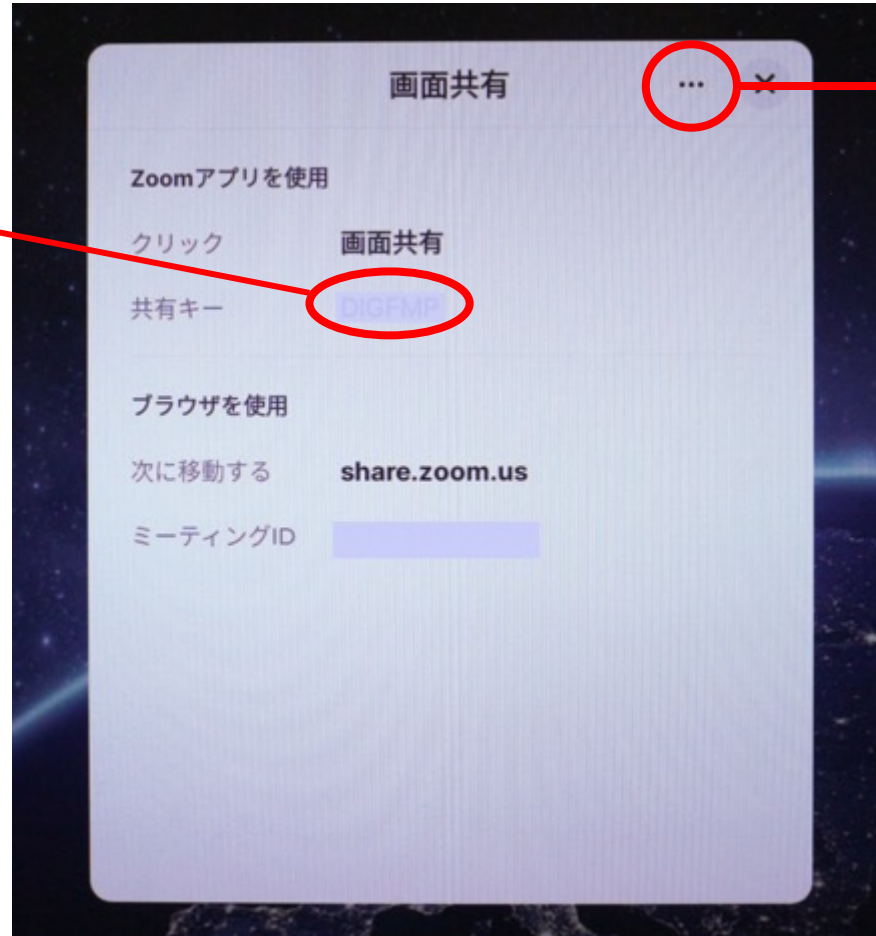 画面共有
...
×
Zoomアプリを使用
クリック 画面共有
共有キー DIGFMP
ブラウザを使用
次に移動する share.zoom.us
ミーティングID